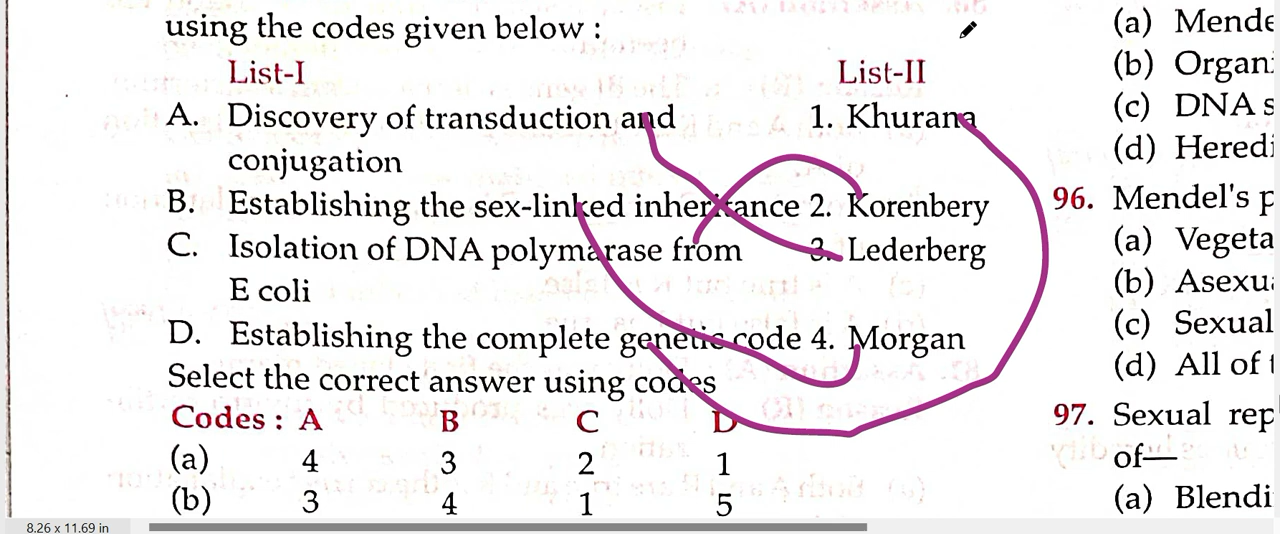 using the codes given below :
List-I List-II
A. Discovery of transduction and 1. Khurana
conjugation
B. Establishing the sex-linked inheritance 2. Korenbery
C. Isolation of DNA polymarase from 3. Lederberg
E coli
D. Establishing the complete genetic code 4. Morgan
Select the correct answer using codes
Codes : A B C D
(a) 4 3 2 1
(b) 3 4 1 5
(a) Mende
(b) Organi
(c) DNA s
(d) Heredi
96. Mendel's p
(a) Vegeta
(b) Asexua
(c) Sexual
(d) All of t
97. Sexual rep
of—
(a) Blendi
8.26 x 11.69 in